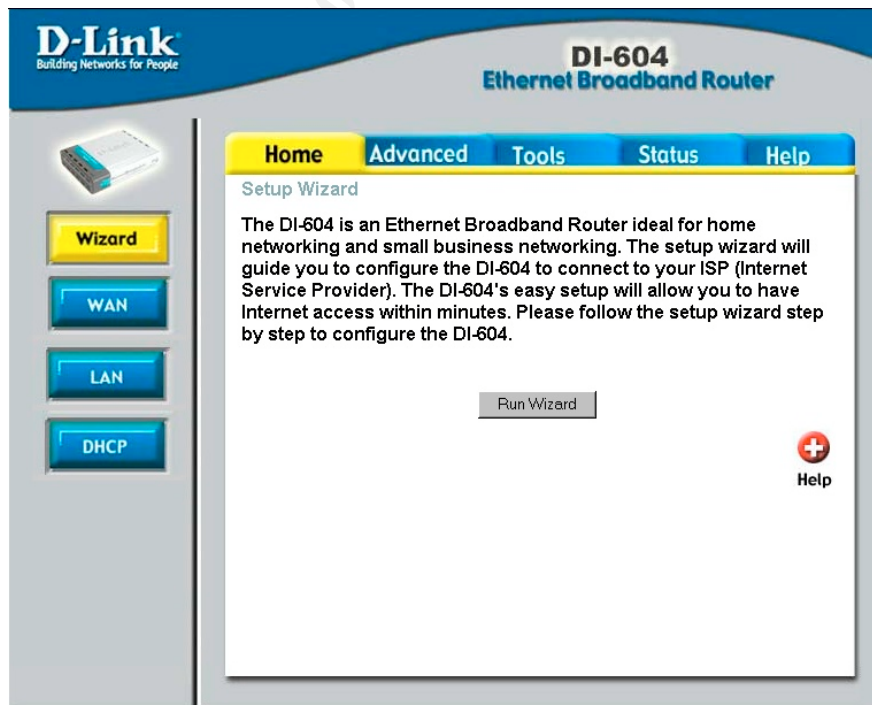 D-Link
Building Networks for People
DI-604
Ethernet Broadband Router
Home Advanced Tools Status Help
Wizard
WAN
LAN
DHCP
Setup Wizard
The DI-604 is an Ethernet Broadband Router ideal for home
networking and small business networking. The setup wizard will
guide you to configure the DI-604 to connect to your ISP (Internet
Service Provider). The DI-604's easy setup will allow you to have
Internet access within minutes. Please follow the setup wizard step
by step to configure the DI-604.
Run Wizard
Help